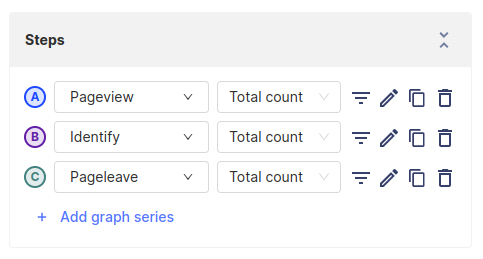 Steps
A Pageview Total count
B Identify Total count
C Pageleave Total count
+ Add graph series